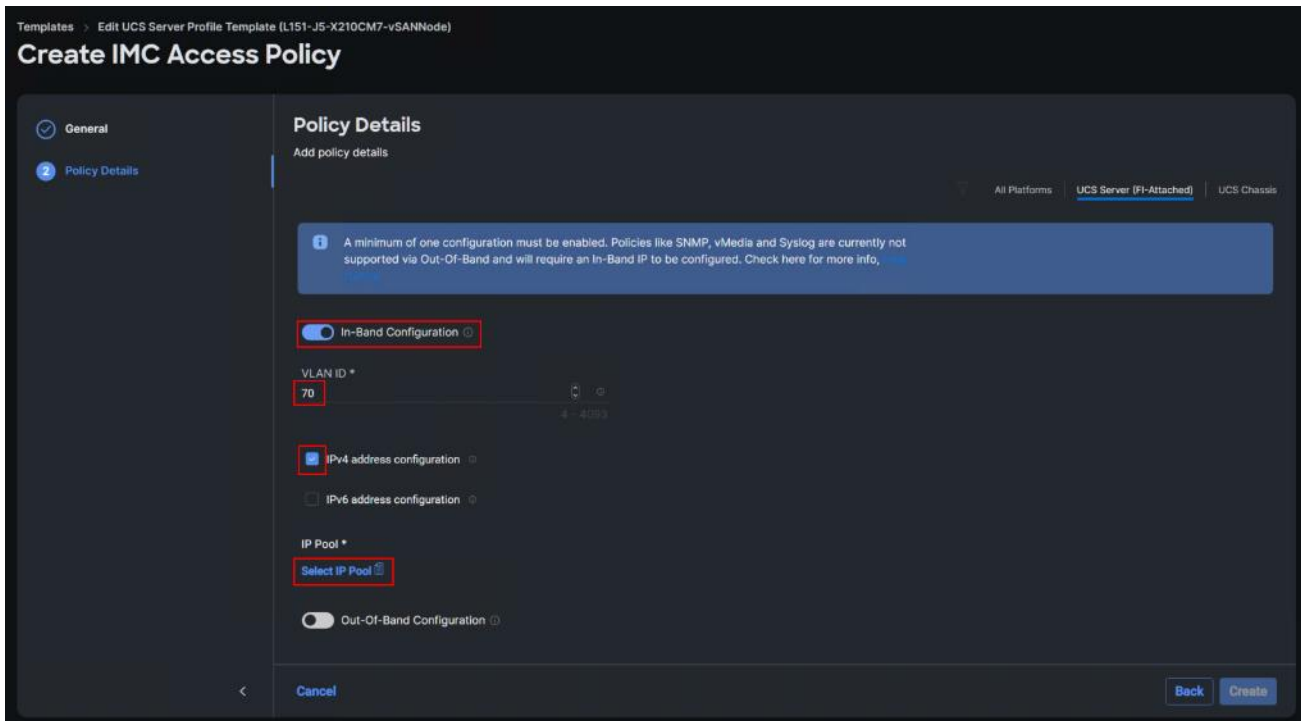 Templates > Edit UCS Server Profile Template (L151-J5-X210CM7-vSANNode)
Create IMC Access Policy
General
2 Policy Details
Policy Details
Add policy details
All Platforms | UCS Server (FI-Attached) | UCS Chassis
A minimum of one configuration must be enabled. Policies like SNMP, vMedia and Syslog are currently not
supported via Out-Of-Band and will require an In-Band IP to be configured. Check here for more info,
In-Band Configuration
VLAN ID *
70
4 - 4093
IPv4 address configuration
IPv6 address configuration
IP Pool *
Select IP Pool
Out-Of-Band Configuration
< Cancel Back Create